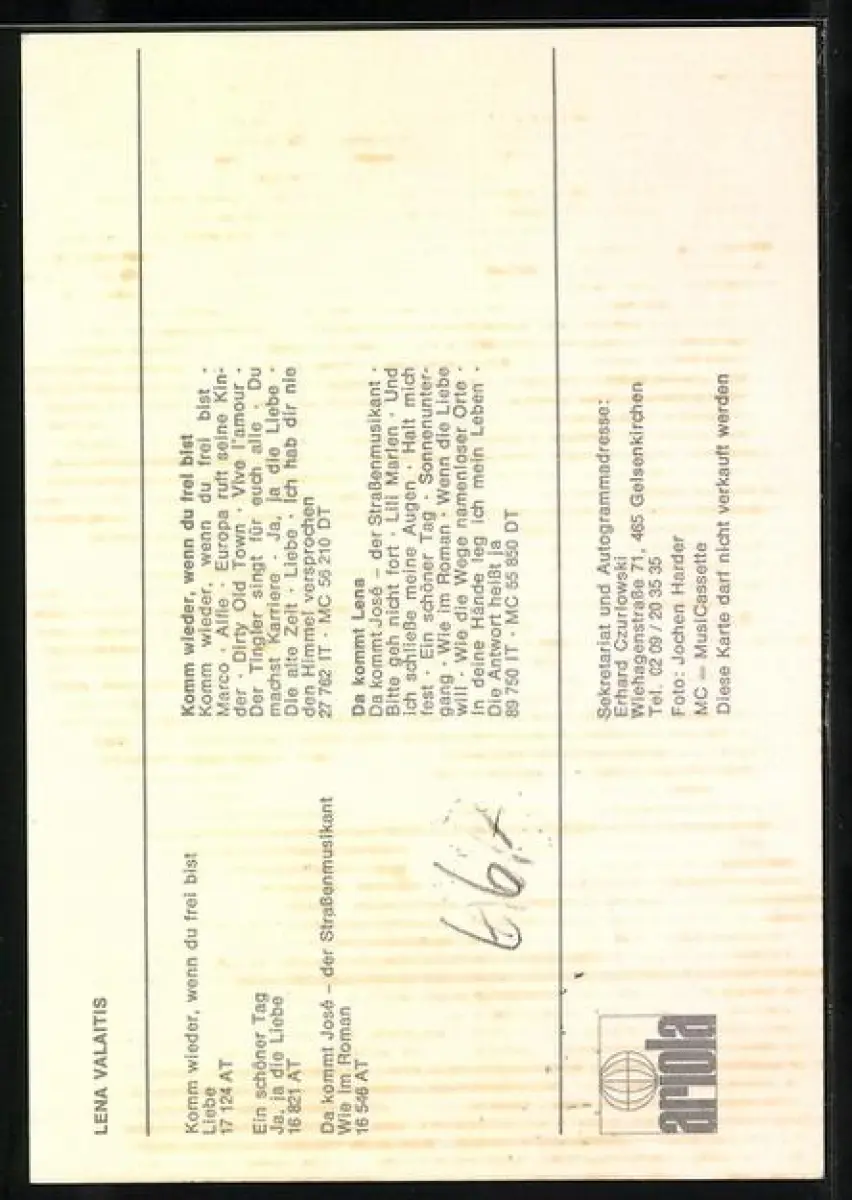 LENA VALAITIS
Komm wieder, wenn du frei bist
Liebe
17 124 AT
Ein schöner Tag
Ja, ja die Liebe
16 821 AT
Da kommt José – der Straßenmusikant
Wie im Roman
16 546 AT
Komm wieder, wenn du frei bist
Komm wieder, wenn du frei bist ·
Marco · Alfie · Europa ruft seine Kin-
der · Dirty Old Town · Vive l'amour ·
Der Tingler singt für euch alle · Du
machst Karriere · Ja, ja die Liebe ·
Die alte Zeit · Liebe · Ich hab dir nie
den Himmel versprochen
27 762 IT · MC 56 210 DT
Da kommt Lena
Da kommt José – der Straßenmusikant ·
Bitte geh nicht fort · Lili Marlen · Und
ich schließe meine Augen · Halt mich
fest · Ein schöner Tag · Sonnenunter-
gang · Wie im Roman · Wenn die Liebe
will · Wie die Wege namenloser Orte ·
In deine Hände leg ich mein Leben ·
Die Antwort heißt ja
89 750 IT · MC 55 850 DT
ariola
Sekretariat und Autogrammadresse:
Erhard Czurlowski
Wiehagenstraße 71, 465 Gelsenkirchen
Tel. 02 09 / 20 35 35
Foto: Jochen Harder
MC = MusiCassette
Diese Karte darf nicht verkauft werden